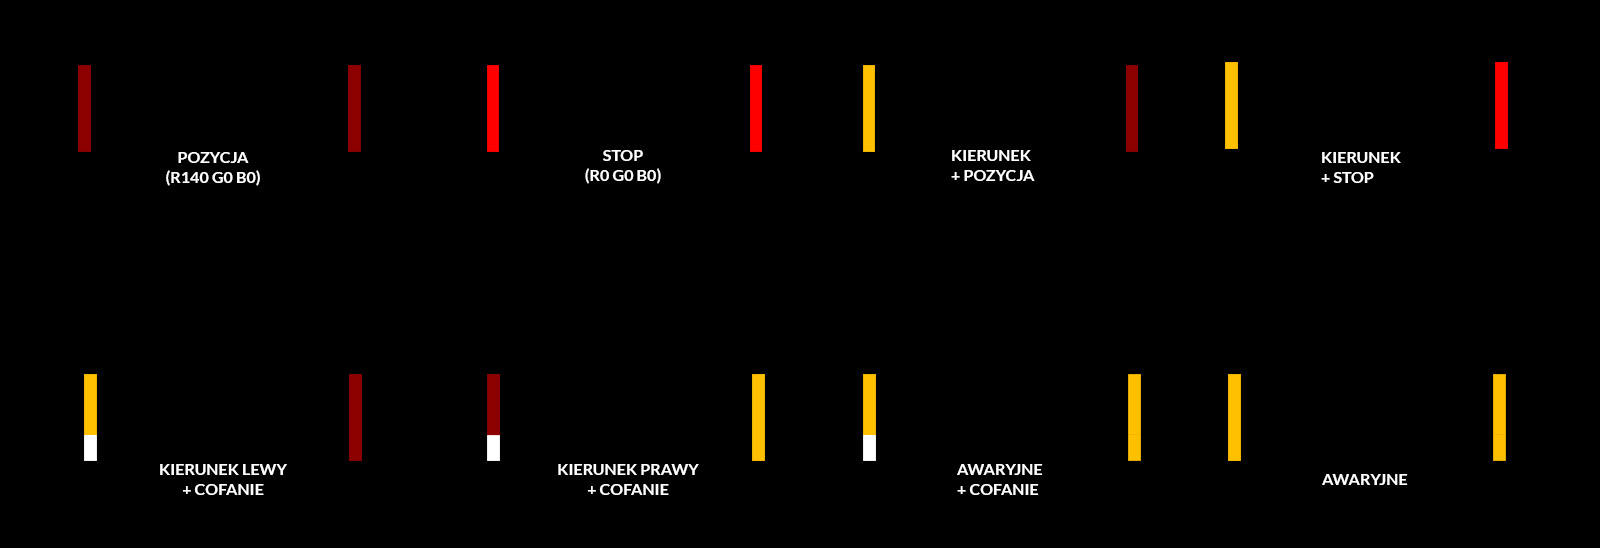 POZYCJA
(R140 G0 B0)
STOP
(R0 G0 B0)
KIERUNEK
+ POZYCJA
KIERUNEK
+ STOP
KIERUNEK LEWY
+ COFANIE
KIERUNEK PRAWY
+ COFANIE
AWARYJNE
+ COFANIE
AWARYJNE